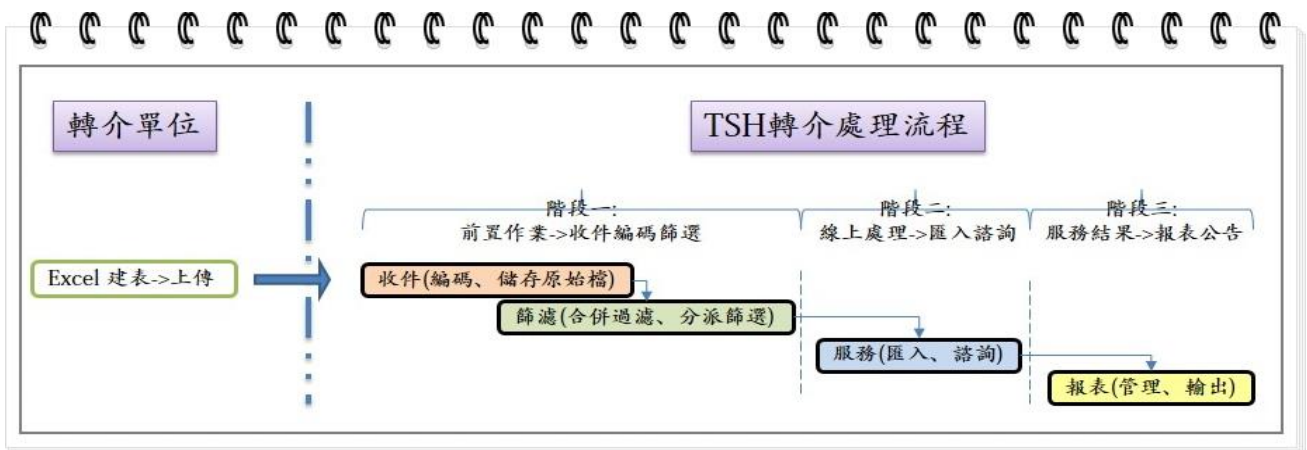 轉介單位
TSH轉介處理流程
階段一:
前置作業->收件編碼篩選
階段二:
線上處理->匯入諮詢
階段三:
服務結果->報表公告
Excel 建表->上傳
收件(編碼、儲存原始檔)
篩濾(合併過濾、分派篩選)
服務(匯入、諮詢)
報表(管理、輸出)